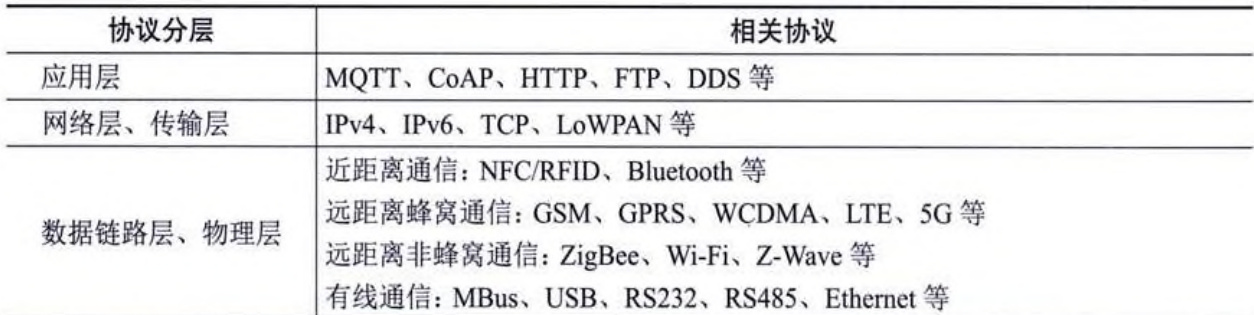 协议分层 相关协议
应用层 MQTT、CoAP、HTTP、FTP、DDS 等
网络层、传输层 IPv4、IPv6、TCP、LoWPAN 等
数据链路层、物理层
近距离通信: NFC/RFID、Bluetooth 等
远距离蜂窝通信: GSM、GPRS、WCDMA、LTE、5G 等
远距离非蜂窝通信: ZigBee、Wi-Fi、Z-Wave 等
有线通信: MBus、USB、RS232、RS485、Ethernet 等